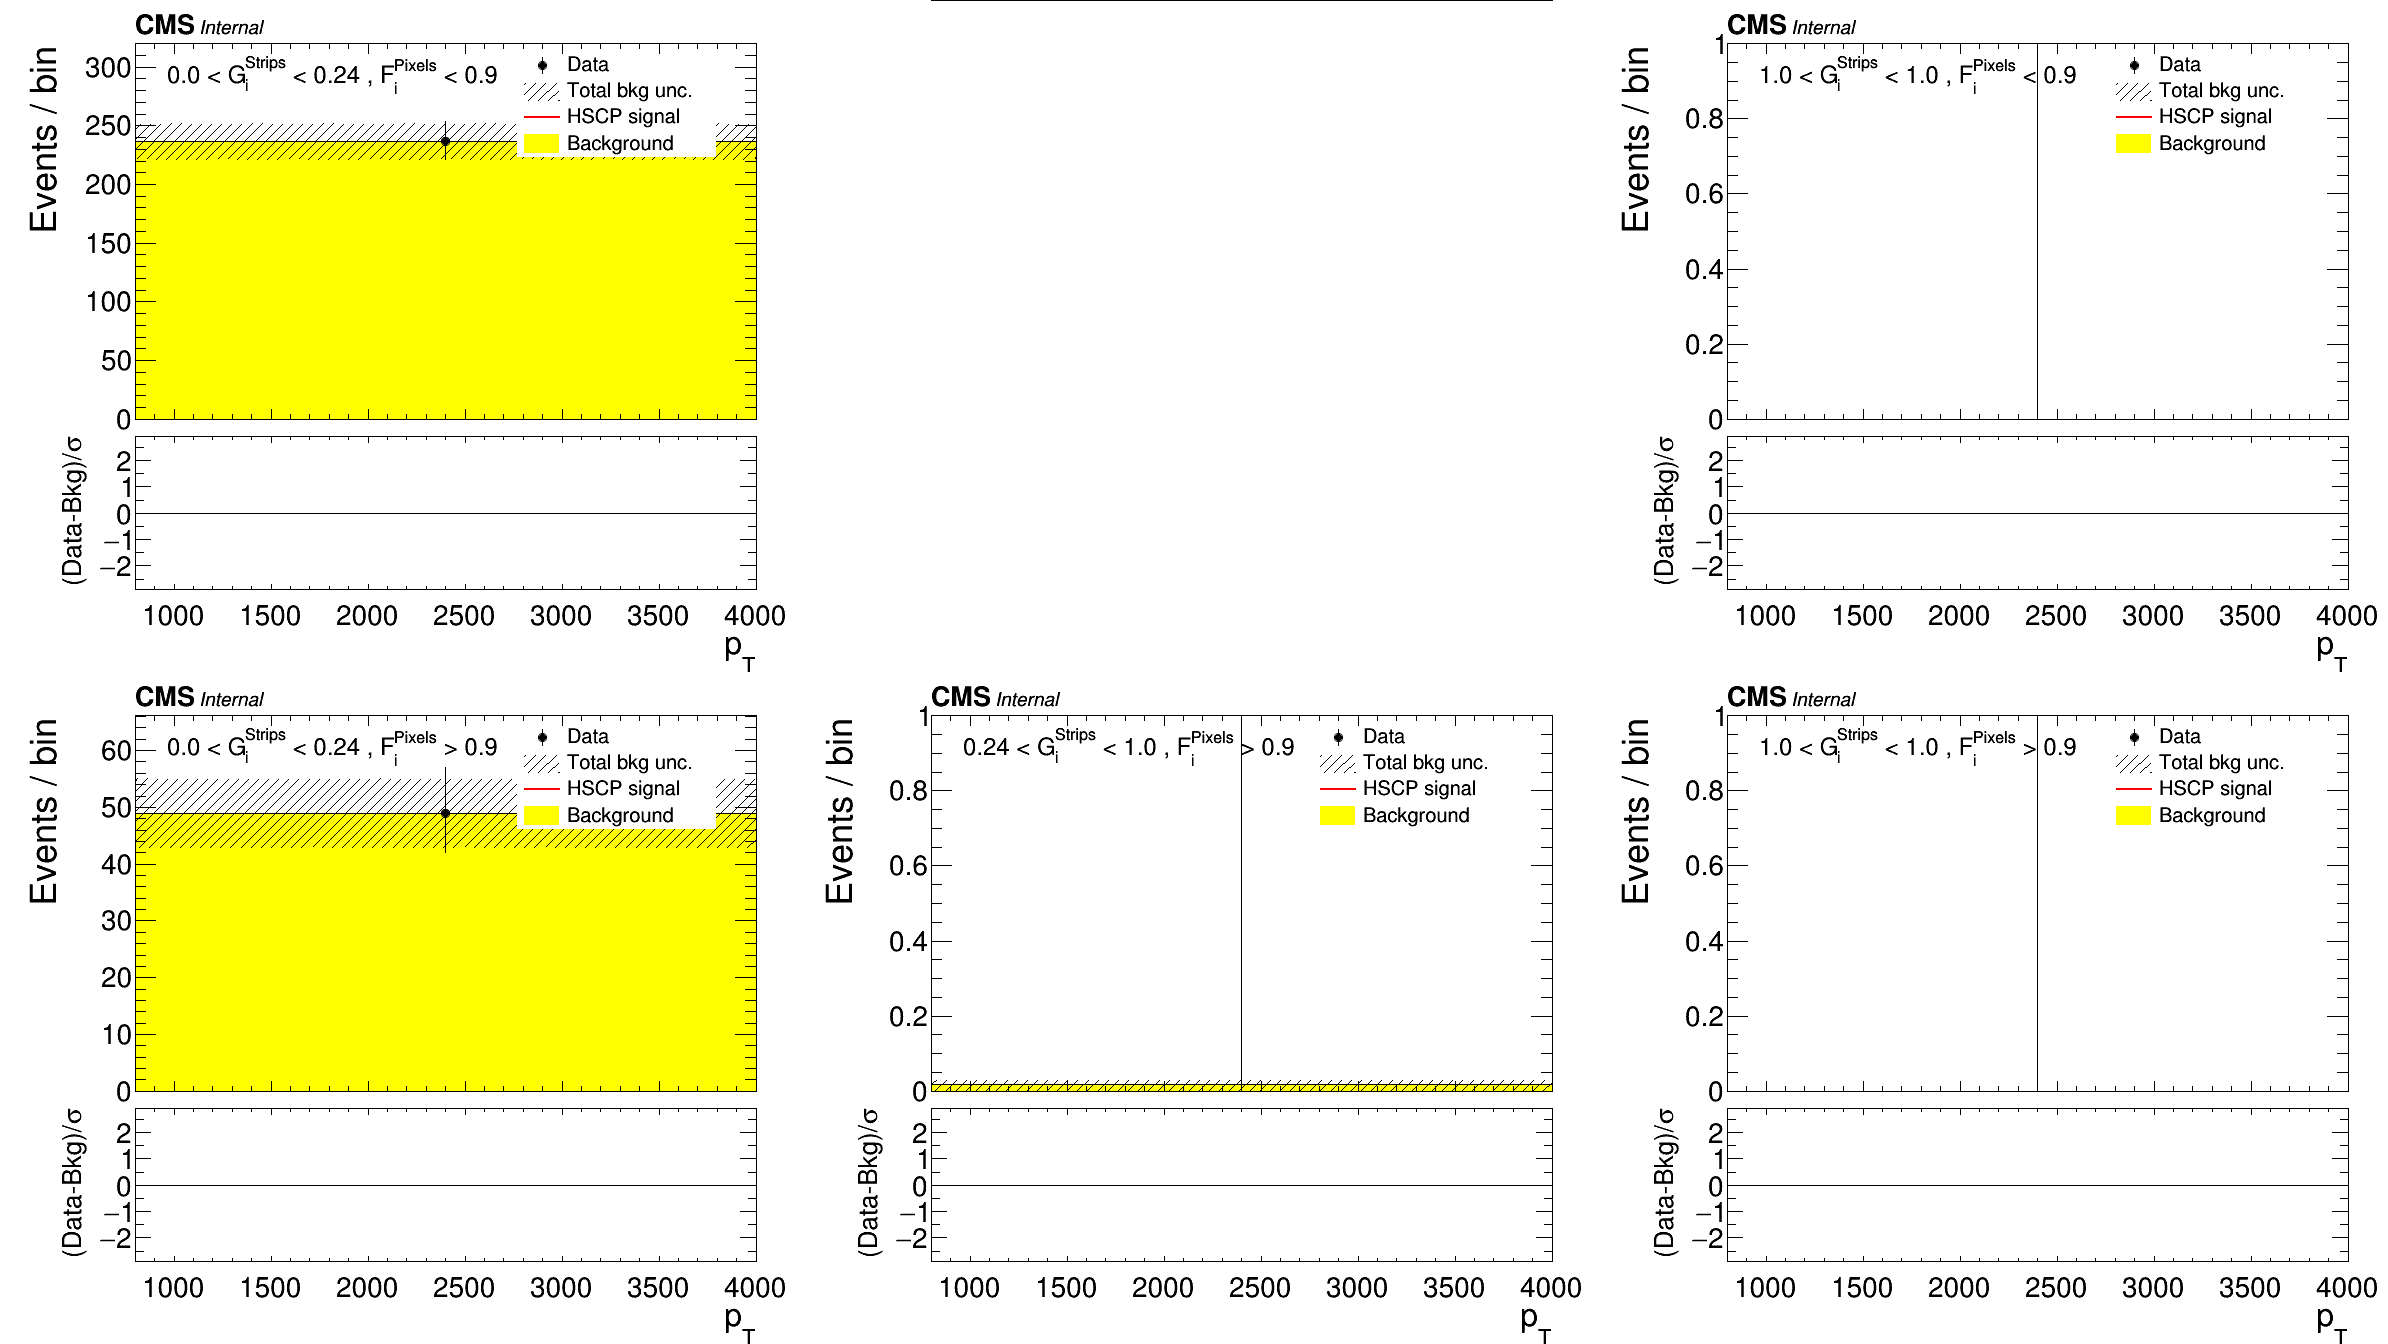 CMS Internal
Events / bin
300
250
200
150
100
50
0
0.0 < G_i^Strips < 0.24 , F_i^Pixels < 0.9
Data
Total bkg unc.
HSCP signal
Background
(Data-Bkg)/σ
2
1
0
−1
−2
1000 1500 2000 2500 3000 3500 4000
p_T
CMS Internal
Events / bin
1
0.8
0.6
0.4
0.2
0
1.0 < G_i^Strips < 1.0 , F_i^Pixels < 0.9
Data
Total bkg unc.
HSCP signal
Background
(Data-Bkg)/σ
2
1
0
−1
−2
1000 1500 2000 2500 3000 3500 4000
p_T
CMS Internal
Events / bin
60
50
40
30
20
10
0
0.0 < G_i^Strips < 0.24 , F_i^Pixels > 0.9
Data
Total bkg unc.
HSCP signal
Background
(Data-Bkg)/σ
2
1
0
−1
−2
1000 1500 2000 2500 3000 3500 4000
p_T
CMS Internal
Events / bin
1
0.8
0.6
0.4
0.2
0
0.24 < G_i^Strips < 1.0 , F_i^Pixels > 0.9
Data
Total bkg unc.
HSCP signal
Background
(Data-Bkg)/σ
2
1
0
−1
−2
1000 1500 2000 2500 3000 3500 4000
p_T
CMS Internal
Events / bin
1
0.8
0.6
0.4
0.2
0
1.0 < G_i^Strips < 1.0 , F_i^Pixels > 0.9
Data
Total bkg unc.
HSCP signal
Background
(Data-Bkg)/σ
2
1
0
−1
−2
1000 1500 2000 2500 3000 3500 4000
p_T